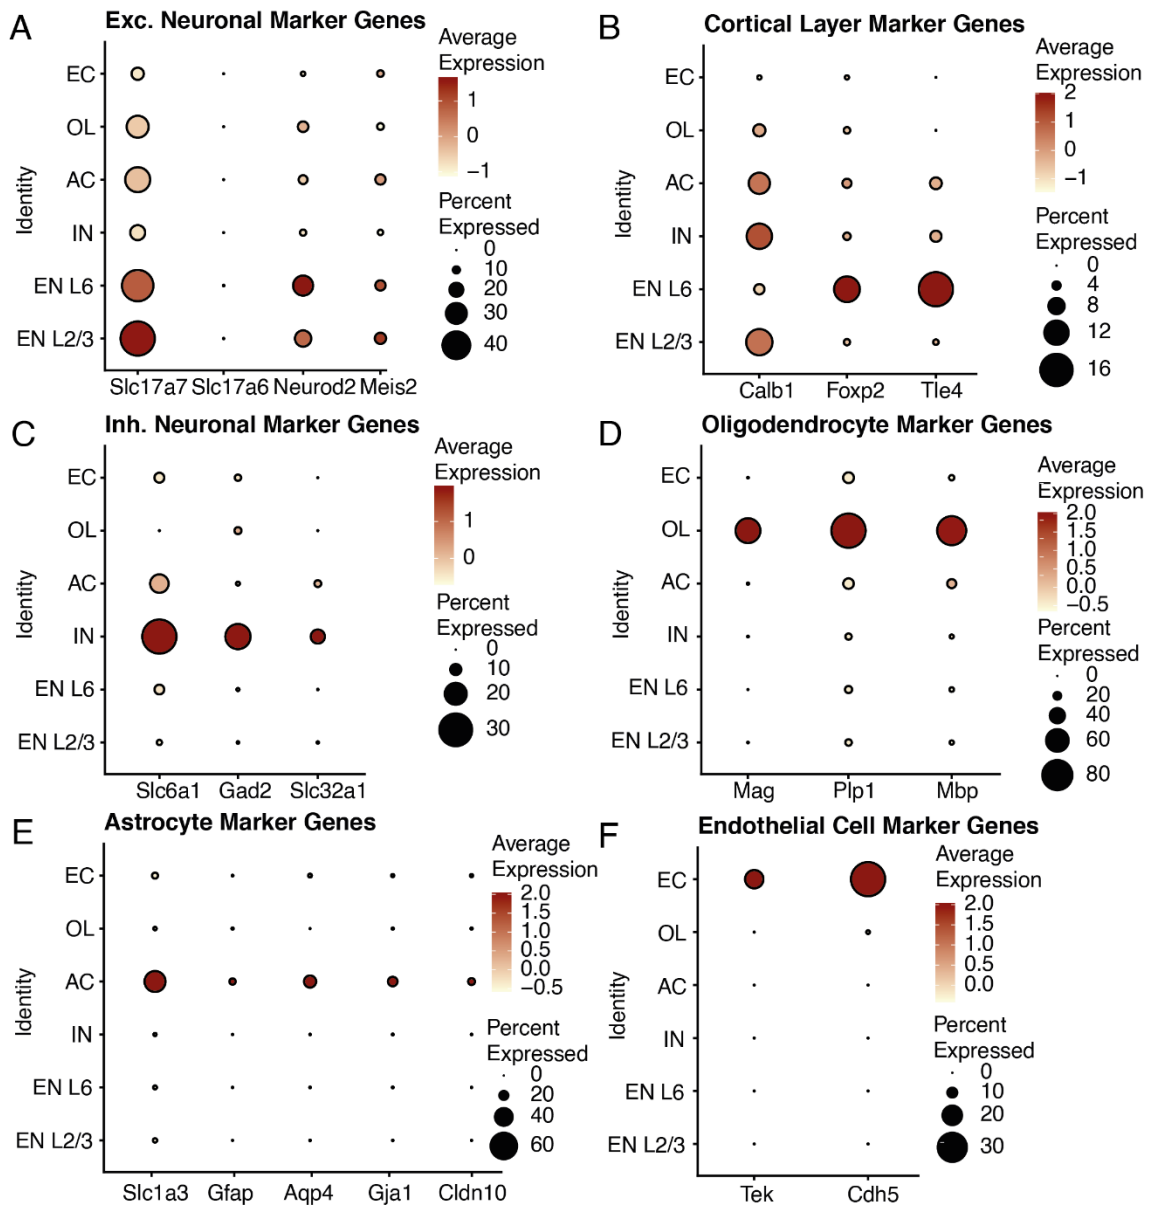 A
Exc. Neuronal Marker Genes
Identity
EC
OL
AC
IN
EN L6
EN L2/3
Slc17a7 Slc17a6 Neurod2 Meis2
Average
Expression
1
0
−1
Percent
Expressed
0
10
20
30
40
B
Cortical Layer Marker Genes
Identity
EC
OL
AC
IN
EN L6
EN L2/3
Calb1 Foxp2 Tle4
Average
Expression
2
1
0
−1
Percent
Expressed
0
4
8
12
16
C
Inh. Neuronal Marker Genes
Identity
EC
OL
AC
IN
EN L6
EN L2/3
Slc6a1 Gad2 Slc32a1
Average
Expression
1
0
Percent
Expressed
0
10
20
30
D
Oligodendrocyte Marker Genes
Identity
EC
OL
AC
IN
EN L6
EN L2/3
Mag Plp1 Mbp
Average
Expression
2.0
1.5
1.0
0.5
0.0
−0.5
Percent
Expressed
0
20
40
60
80
E
Astrocyte Marker Genes
Identity
EC
OL
AC
IN
EN L6
EN L2/3
Slc1a3 Gfap Aqp4 Gja1 Cldn10
Average
Expression
2.0
1.5
1.0
0.5
0.0
−0.5
Percent
Expressed
0
20
40
60
F
Endothelial Cell Marker Genes
Identity
EC
OL
AC
IN
EN L6
EN L2/3
Tek Cdh5
Average
Expression
2.0
1.5
1.0
0.5
0.0
Percent
Expressed
0
10
20
30